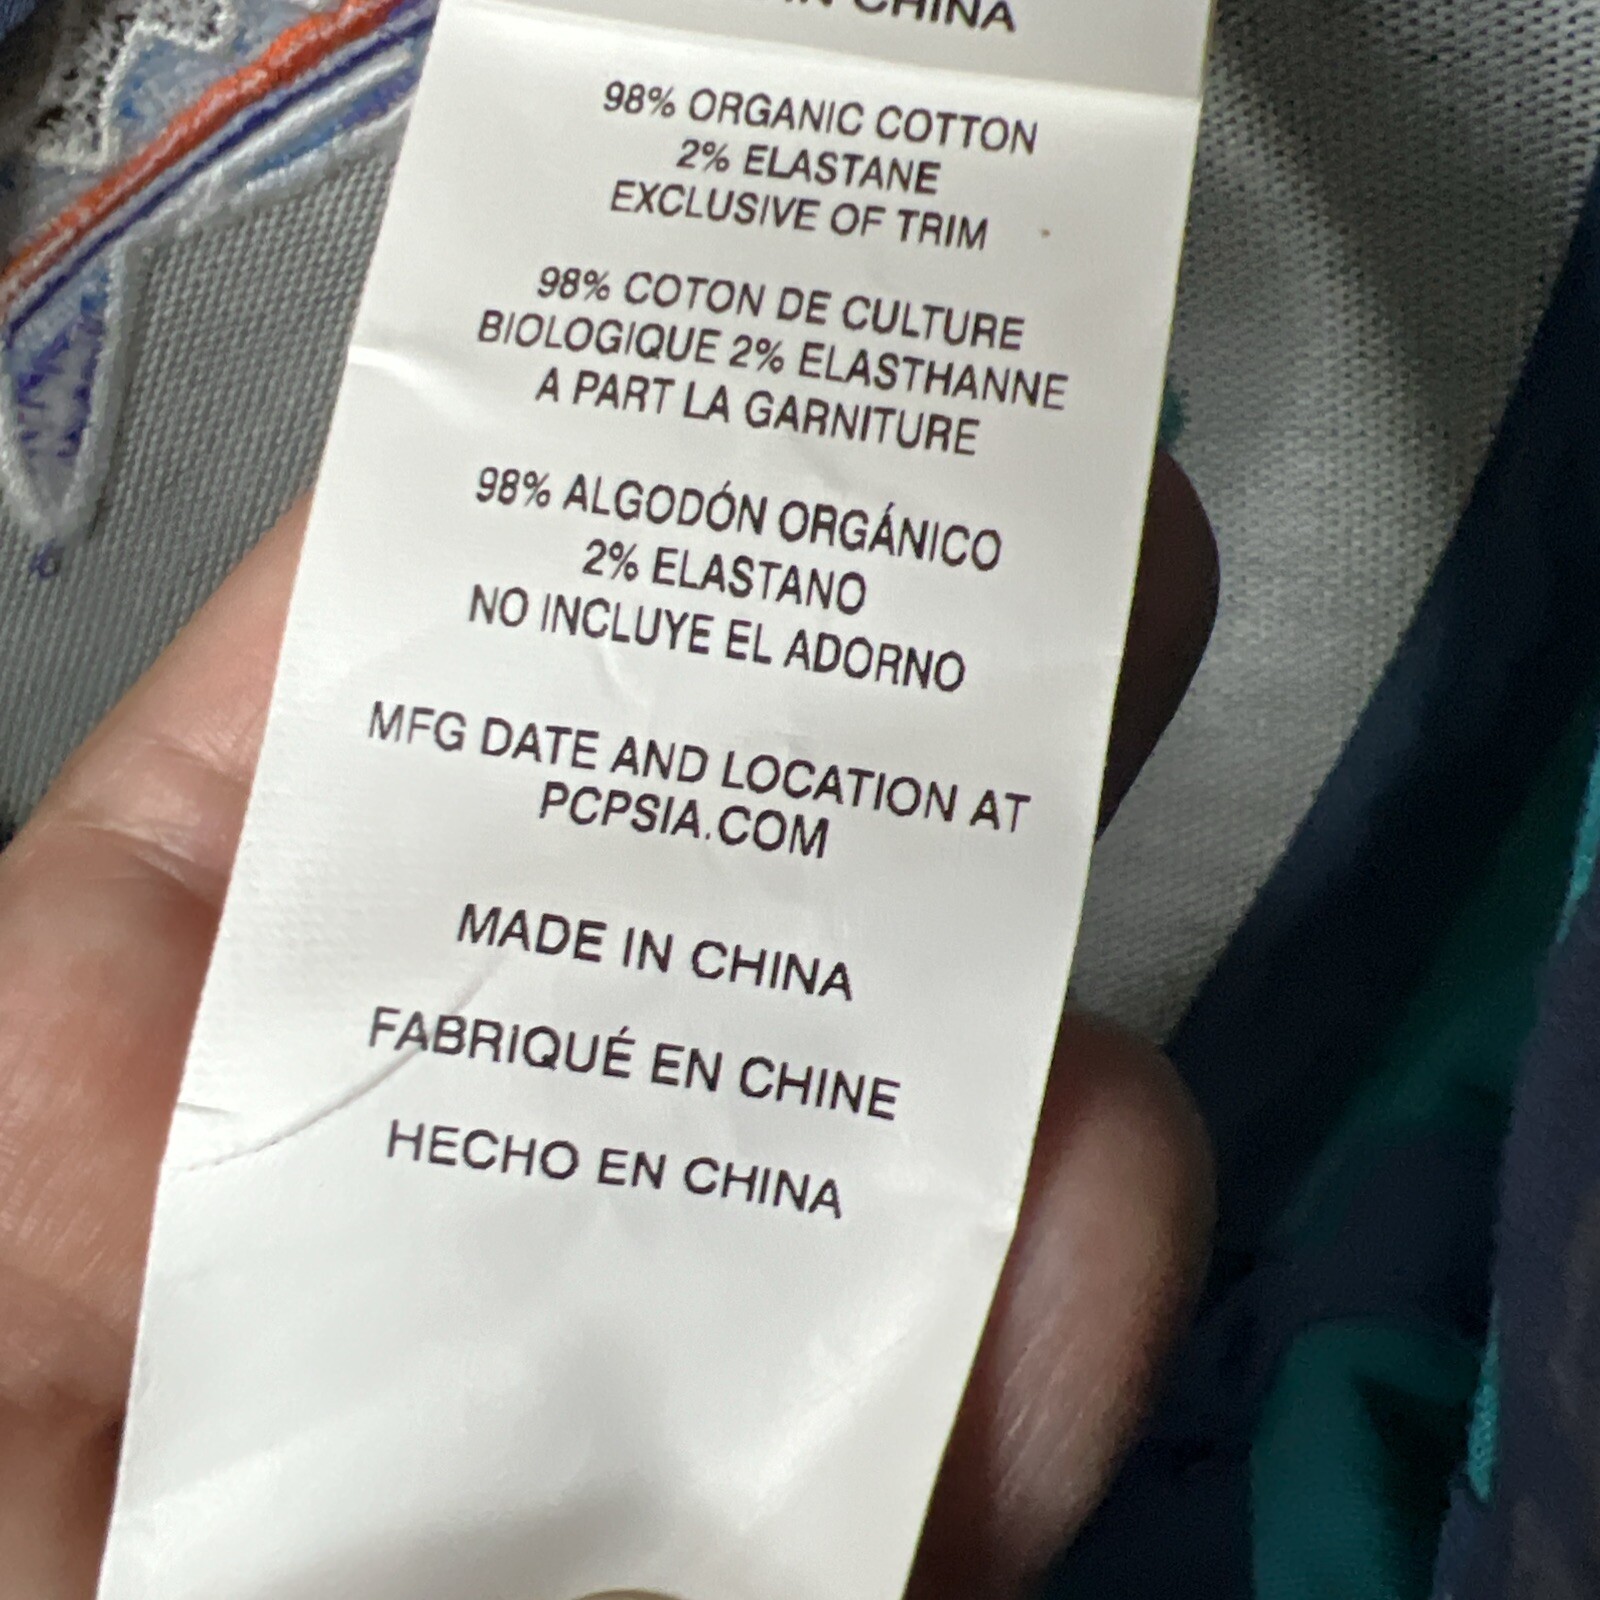 CHINA
98% ORGANIC COTTON
2% ELASTANE
EXCLUSIVE OF TRIM
98% COTON DE CULTURE
BIOLOGIQUE 2% ELASTHANNE
A PART LA GARNITURE
98% ALGODÓN ORGÁNICO
2% ELASTANO
NO INCLUYE EL ADORNO
MFG DATE AND LOCATION AT
PCPSIA.COM
MADE IN CHINA
FABRIQUÉ EN CHINE
HECHO EN CHINA